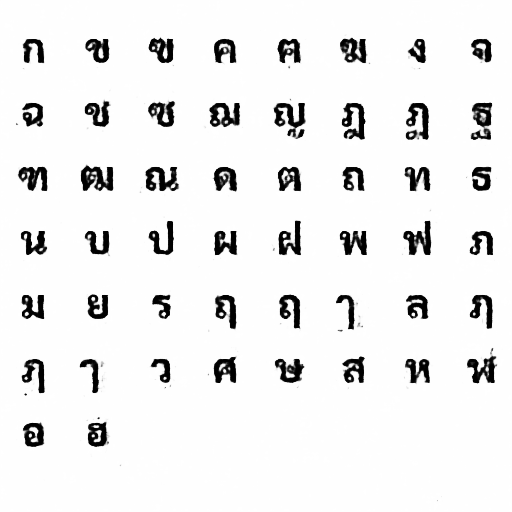 ก ข ฃ ค ฅ ฆ ง จ
ฉ ช ซ ฌ ญ ฎ ฏ ฐ
ฑ ฒ ณ ด ต ถ ท ธ
น บ ป ผ ฝ พ ฟ ภ
ม ย ร ฤ ฤ ๅ ล ฦ
ฦ ๅ ว ศ ษ ส ห ฬ
อ ฮ